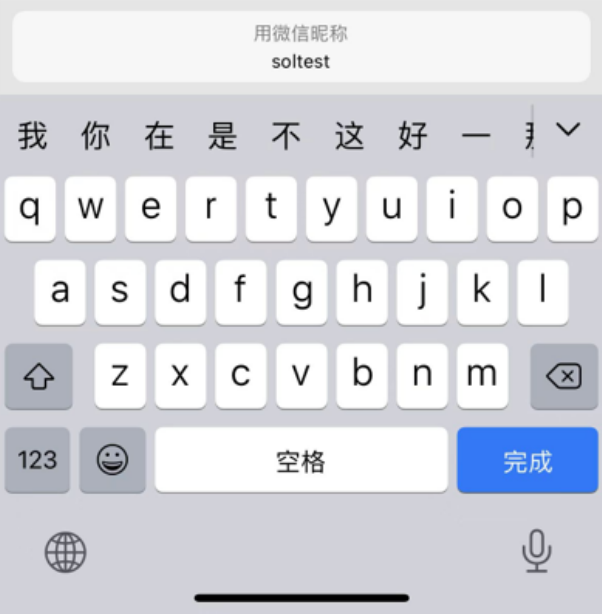 用微信昵称
soltest
我 你 在 是 不 这 好 一
q w e r t y u i o p
a s d f g h j k l
z x c v b n m
123 空格 完成